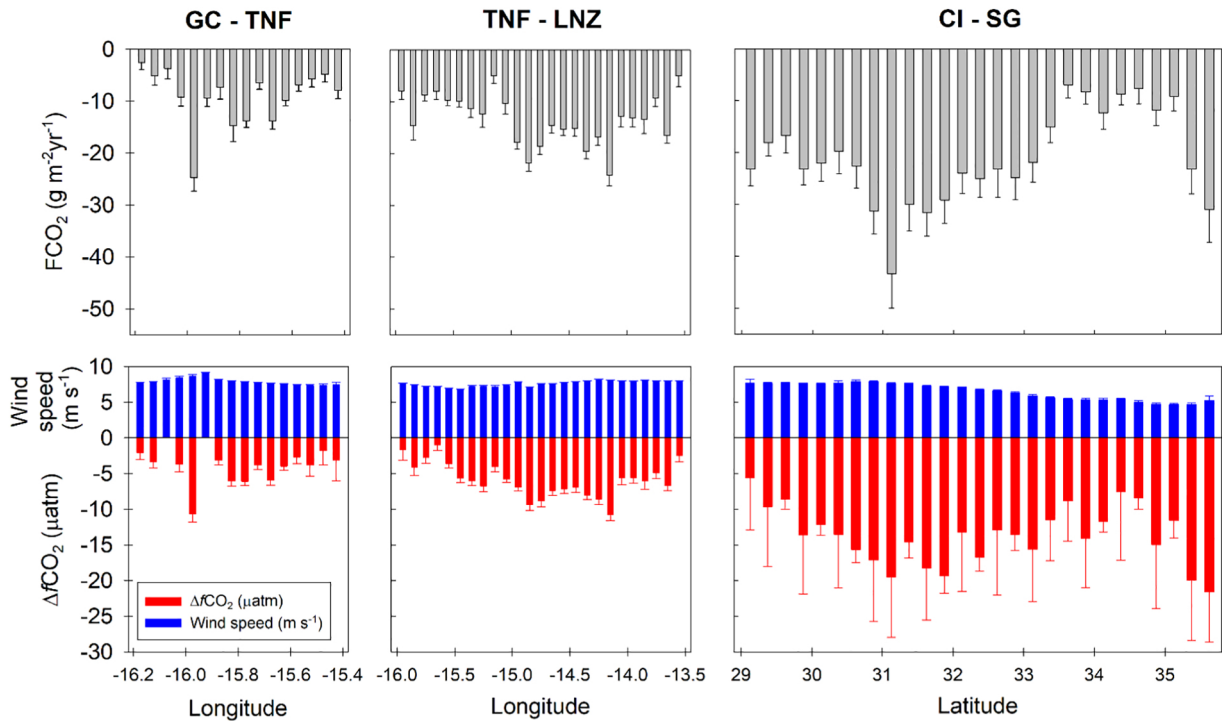 GC - TNF
TNF - LNZ
CI - SG
0
-10
-20
-30
-40
-50
FCO₂ (g m⁻²yr⁻¹)
10
5
0
-5
-10
-15
-20
-25
-30
Wind
speed
(m s⁻¹)
ΔfCO₂ (µatm)
ΔfCO₂ (µatm)
Wind speed (m s⁻¹)
-16.2 -16.0 -15.8 -15.6 -15.4
-16.0 -15.5 -15.0 -14.5 -14.0 -13.5
29 30 31 32 33 34 35
Longitude
Longitude
Latitude